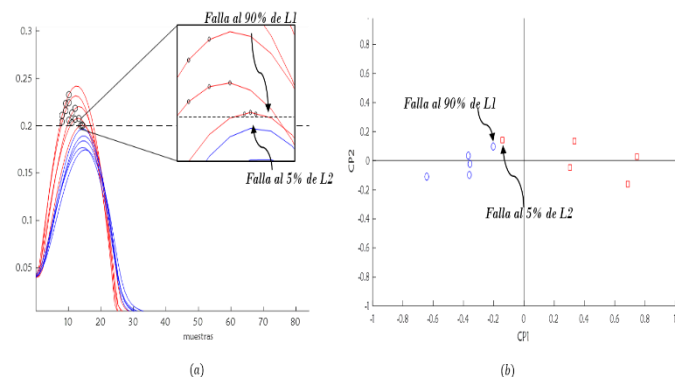 Falla al 90% de L1
0.3
0.25
0.2
0.15
0.1
0.05
Falla al 5% de L2
10 20 30 40 50 60 70 80
muestras
(a)
1
0.8
0.6
0.4
0.2
0
-0.2
-0.4
-0.6
-0.8
-1
CP2
Falla al 90% de L1
Falla al 5% de L2
-1 -0.8 -0.6 -0.4 -0.2 0 0.2 0.4 0.6 0.8 1
CP1
(b)